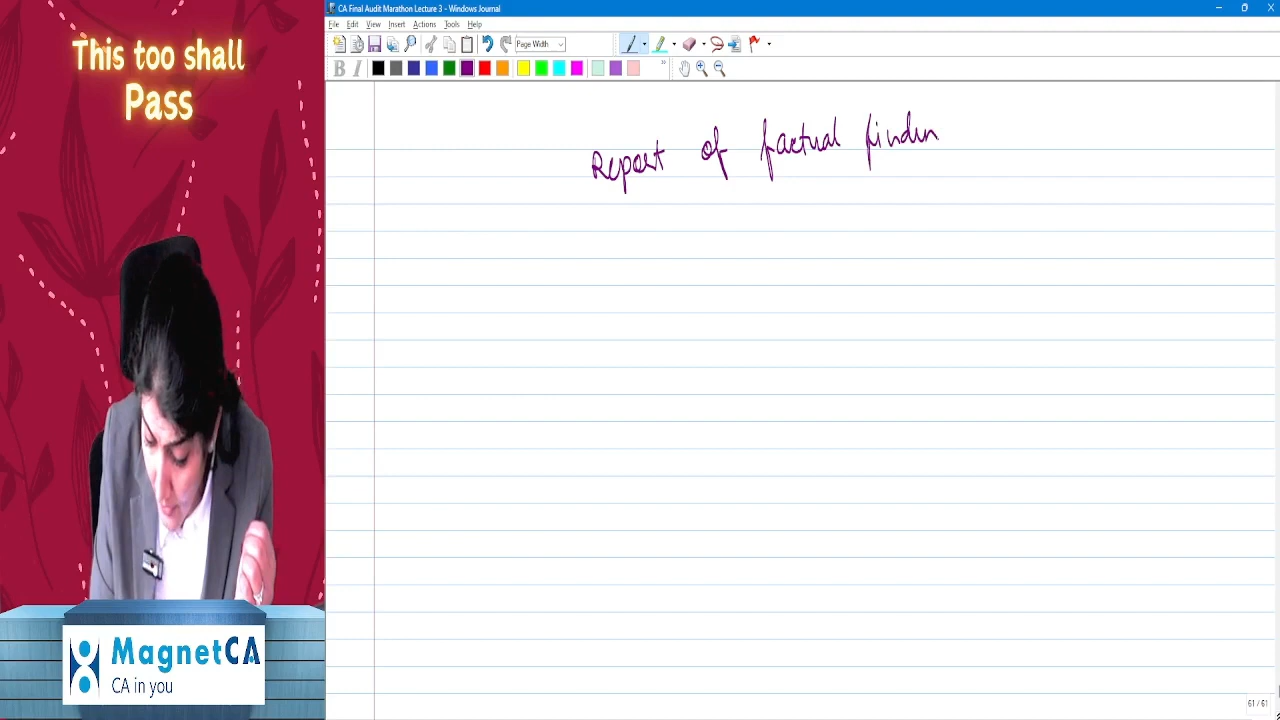 This too shall
Pass
MagnetCA
CA in you
CA Final Audit Marathon Lecture 3 - Windows Journal
File Edit View Insert Actions Tools Help
Page Width
B I
Report of factual findin
61 / 61